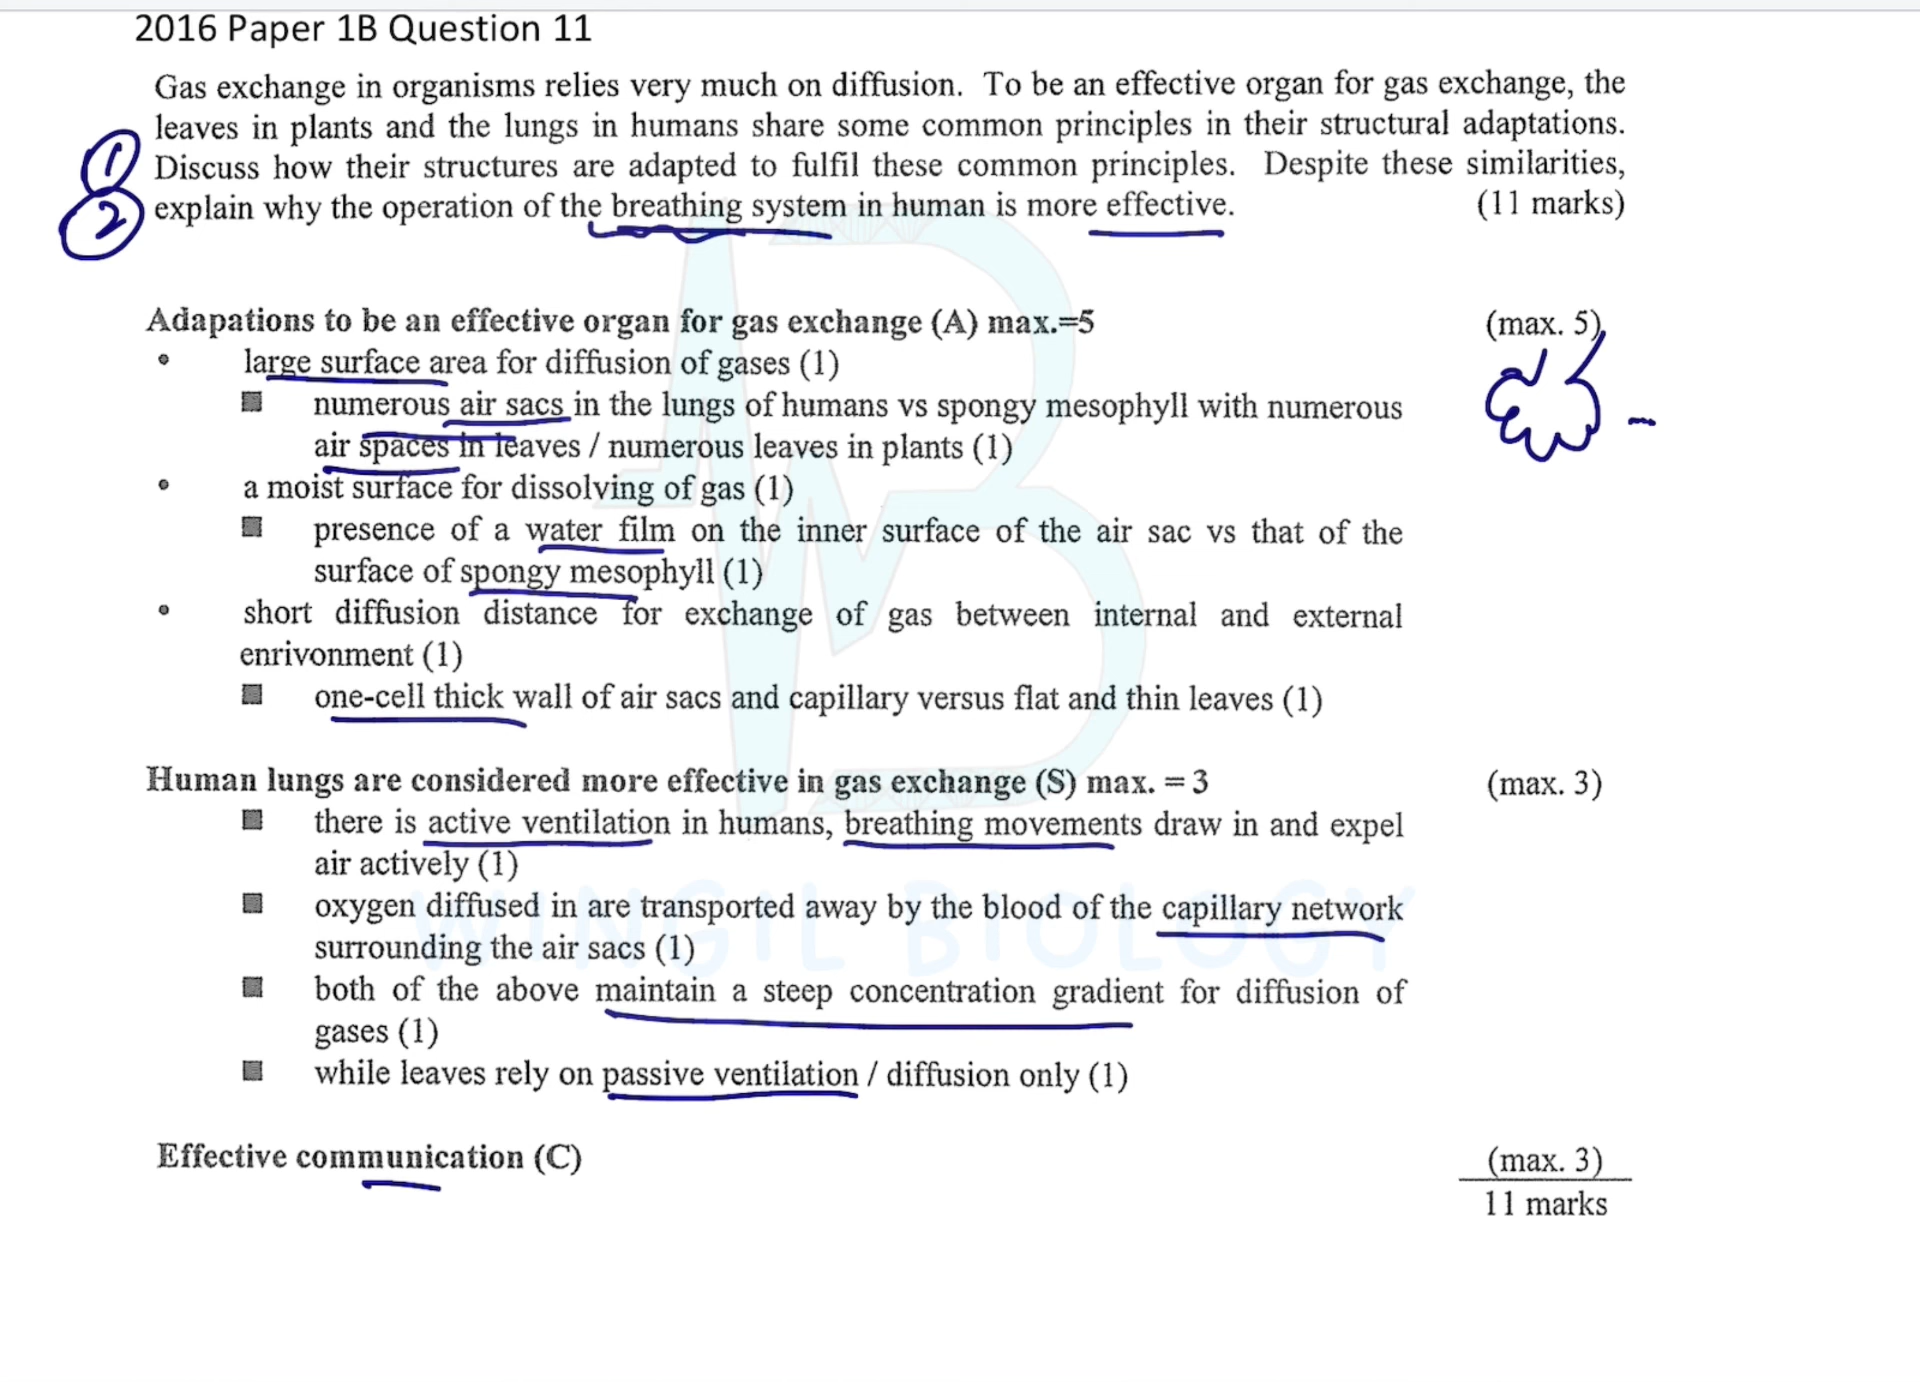 2016 Paper 1B Question 11
Gas exchange in organisms relies very much on diffusion. To be an effective organ for gas exchange, the
leaves in plants and the lungs in humans share some common principles in their structural adaptations.
① Discuss how their structures are adapted to fulfil these common principles. Despite these similarities,
② explain why the operation of the breathing system in human is more effective. (11 marks)
Adapations to be an effective organ for gas exchange (A) max.=5 (max. 5)
• large surface area for diffusion of gases (1)
■ numerous air sacs in the lungs of humans vs spongy mesophyll with numerous
air spaces in leaves / numerous leaves in plants (1)
• a moist surface for dissolving of gas (1)
■ presence of a water film on the inner surface of the air sac vs that of the
surface of spongy mesophyll (1)
• short diffusion distance for exchange of gas between internal and external
enrivonment (1)
■ one-cell thick wall of air sacs and capillary versus flat and thin leaves (1)
Human lungs are considered more effective in gas exchange (S) max. = 3 (max. 3)
■ there is active ventilation in humans, breathing movements draw in and expel
air actively (1)
■ oxygen diffused in are transported away by the blood of the capillary network
surrounding the air sacs (1)
■ both of the above maintain a steep concentration gradient for diffusion of
gases (1)
■ while leaves rely on passive ventilation / diffusion only (1)
Effective communication (C) (max. 3)
11 marks
WINGIL BIOLOGY